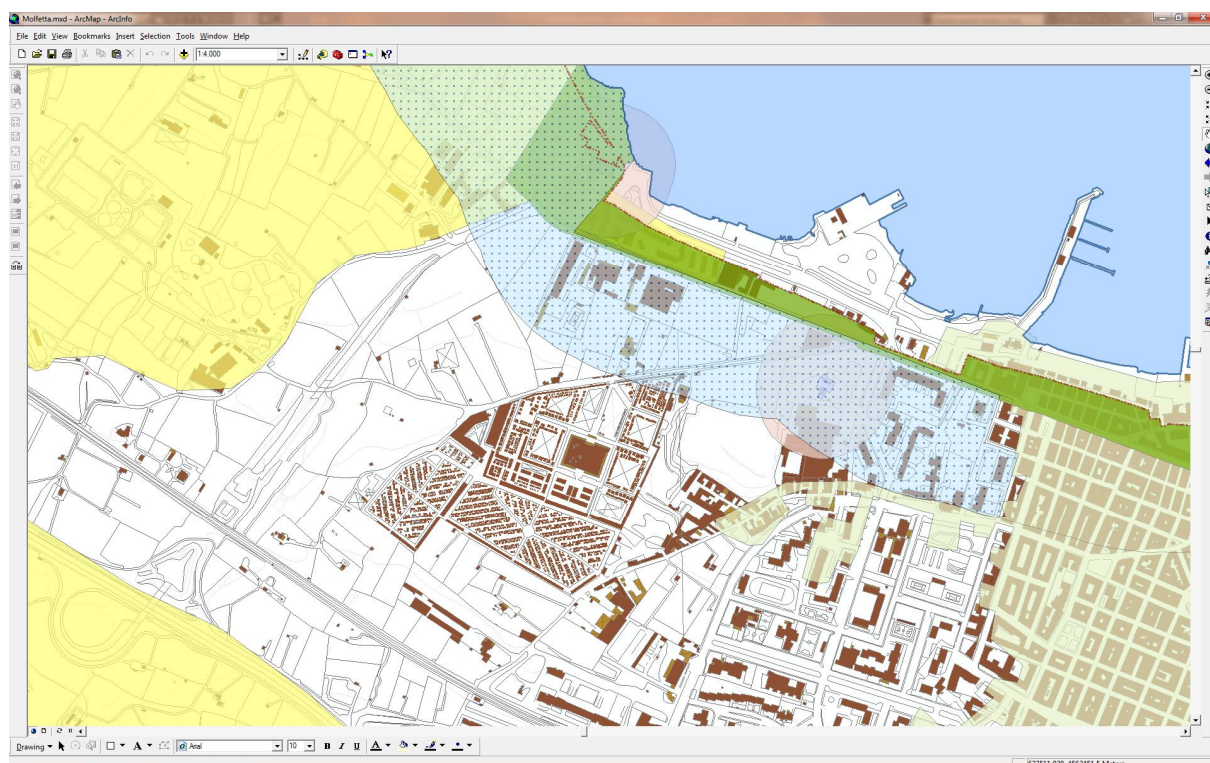 Molfetta.mxd - ArcMap - ArcInfo
File Edit View Bookmarks Insert Selection Tools Window Help
1:4.000
Drawing A Arial 10 B I U A
Meters